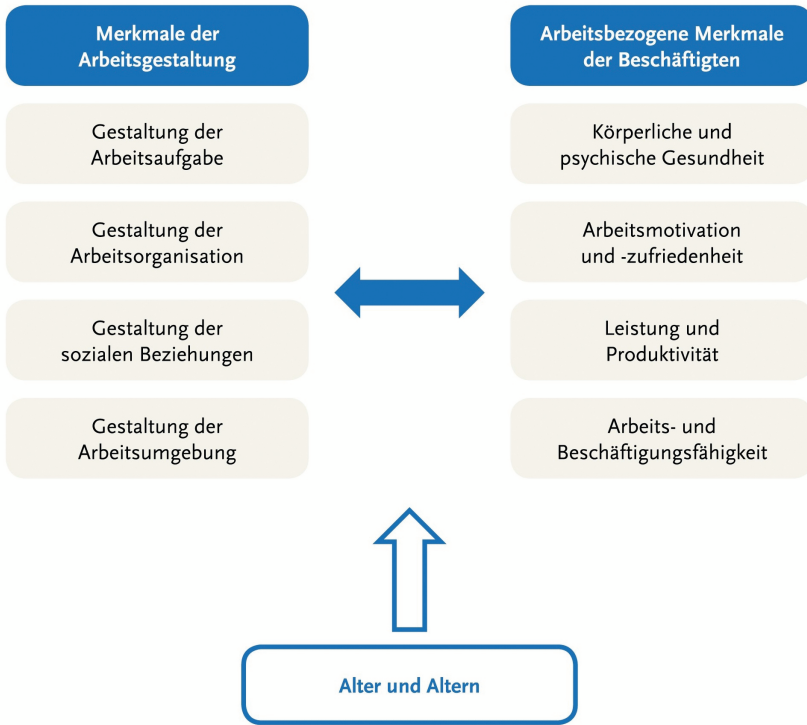 Merkmale der
Arbeitsgestaltung
Gestaltung der
Arbeitsaufgabe
Gestaltung der
Arbeitsorganisation
Gestaltung der
sozialen Beziehungen
Gestaltung der
Arbeitsumgebung
Arbeitsbezogene Merkmale
der Beschäftigten
Körperliche und
psychische Gesundheit
Arbeitsmotivation
und -zufriedenheit
Leistung und
Produktivität
Arbeits- und
Beschäftigungsfähigkeit
Alter und Altern